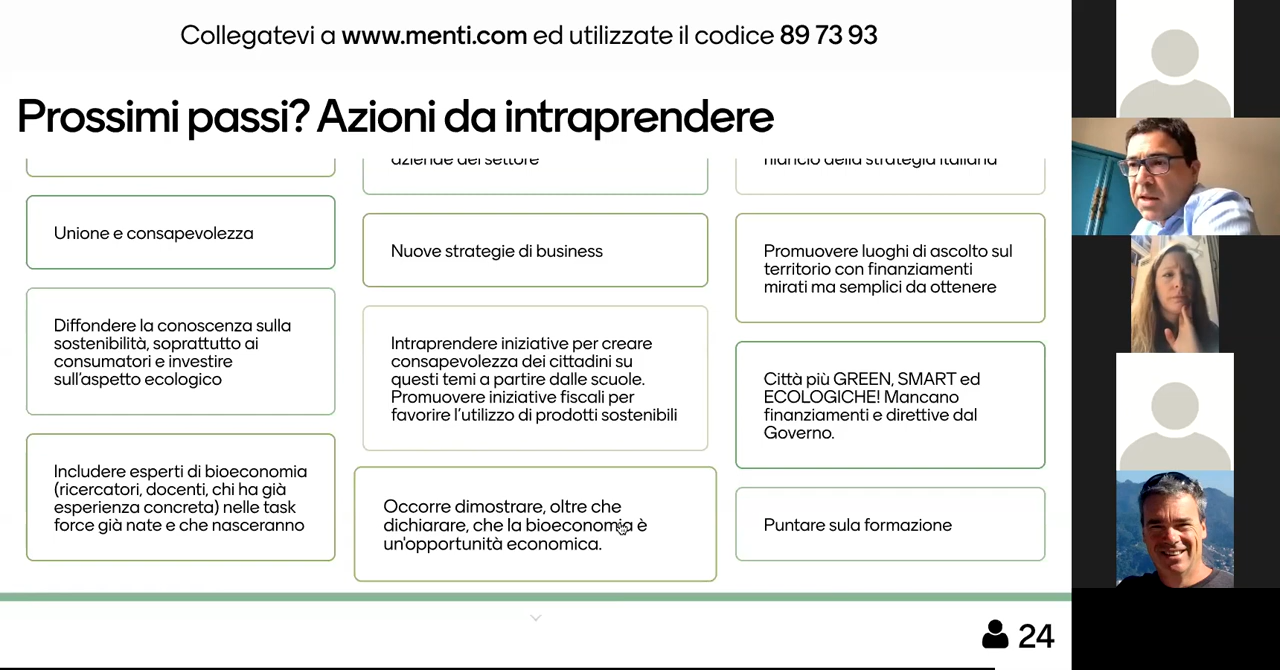 Collegatevi a www.menti.com ed utilizzate il codice 89 73 93
Prossimi passi? Azioni da intraprendere
Unione e consapevolezza
Diffondere la conoscenza sulla
sostenibilità, soprattutto ai
consumatori e investire
sull'aspetto ecologico
Includere esperti di bioeconomia
(ricercatori, docenti, chi ha già
esperienza concreta) nelle task
force già nate e che nasceranno
aziende del settore
Nuove strategie di business
Intraprendere iniziative per creare
consapevolezza dei cittadini su
questi temi a partire dalle scuole.
Promuovere iniziative fiscali per
favorire l'utilizzo di prodotti sostenibili
Occorre dimostrare, oltre che
dichiarare, che la bioeconomia è
un'opportunità economica.
rilancio della strategia italiana
Promuovere luoghi di ascolto sul
territorio con finanziamenti
mirati ma semplici da ottenere
Città più GREEN, SMART ed
ECOLOGICHE! Mancano
finanziamenti e direttive dal
Governo.
Puntare sula formazione
24